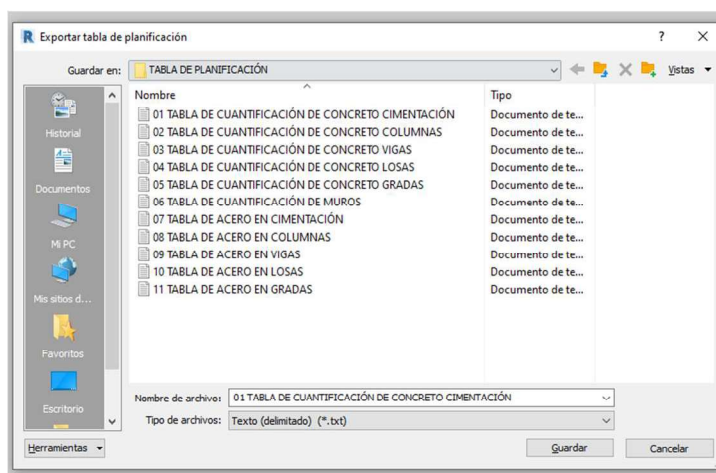 R Exportar tabla de planificación
? X
Guardar en: TABLA DE PLANIFICACIÓN
Vistas
Nombre Tipo
01 TABLA DE CUANTIFICACIÓN DE CONCRETO CIMENTACIÓN Documento de te...
02 TABLA DE CUANTIFICACIÓN DE CONCRETO COLUMNAS Documento de te...
03 TABLA DE CUANTIFICACIÓN DE CONCRETO VIGAS Documento de te...
04 TABLA DE CUANTIFICACIÓN DE CONCRETO LOSAS Documento de te...
05 TABLA DE CUANTIFICACIÓN DE CONCRETO GRADAS Documento de te...
06 TABLA DE CUANTIFICACIÓN DE MUROS Documento de te...
07 TABLA DE ACERO EN CIMENTACIÓN Documento de te...
08 TABLA DE ACERO EN COLUMNAS Documento de te...
09 TABLA DE ACERO EN VIGAS Documento de te...
10 TABLA DE ACERO EN LOSAS Documento de te...
11 TABLA DE ACERO EN GRADAS Documento de te...
Historial
Documentos
Mi PC
Mis sitios d...
Favoritos
Escritorio
Nombre de archivo: 01 TABLA DE CUANTIFICACIÓN DE CONCRETO CIMENTACIÓN
Tipo de archivos: Texto (delimitado) (*.txt)
Herramientas
Guardar
Cancelar